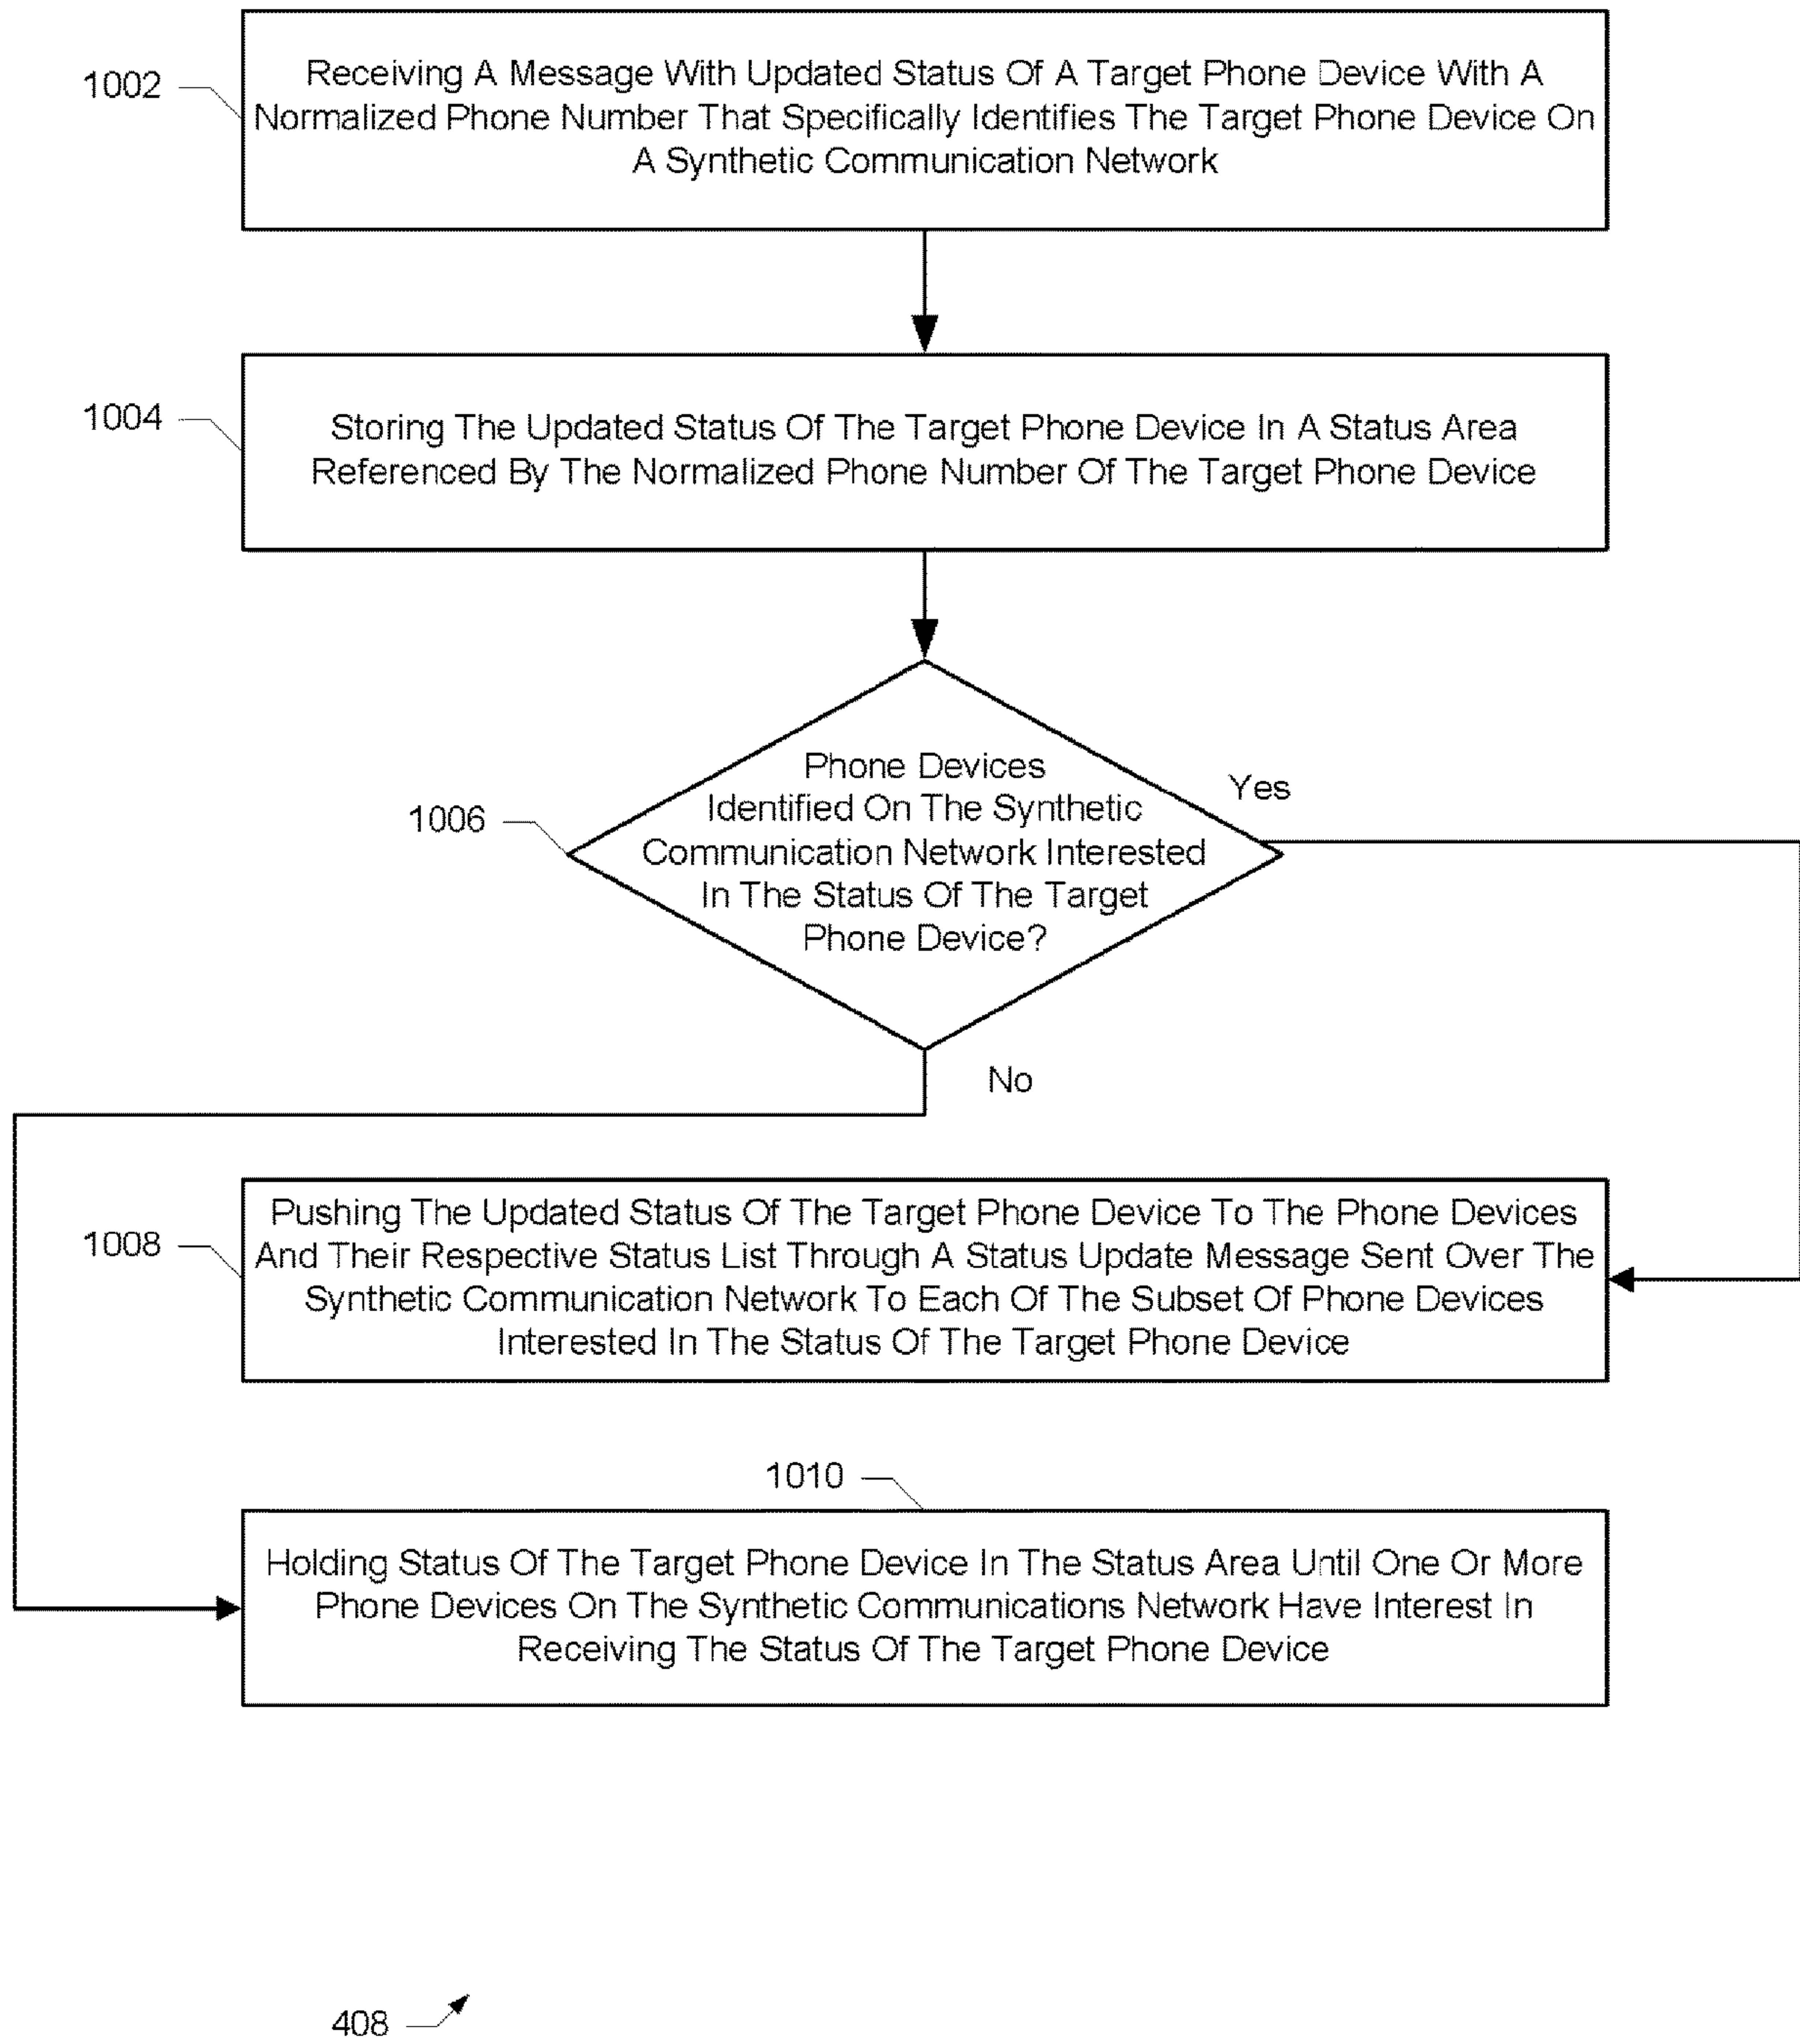 1002
Receiving A Message With Updated Status Of A Target Phone Device With A
Normalized Phone Number That Specifically Identifies The Target Phone Device On
A Synthetic Communication Network
1004
Storing The Updated Status Of The Target Phone Device In A Status Area
Referenced By The Normalized Phone Number Of The Target Phone Device
1006
Phone Devices
Identified On The Synthetic
Communication Network Interested
In The Status Of The Target
Phone Device?
Yes
No
1008
Pushing The Updated Status Of The Target Phone Device To The Phone Devices
And Their Respective Status List Through A Status Update Message Sent Over The
Synthetic Communication Network To Each Of The Subset Of Phone Devices
Interested In The Status Of The Target Phone Device
1010
Holding Status Of The Target Phone Device In The Status Area Until One Or More
Phone Devices On The Synthetic Communications Network Have Interest In
Receiving The Status Of The Target Phone Device
408